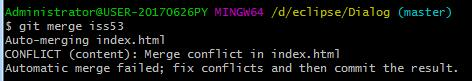 Administrator@USER-20170626PY MINGW64 /d/eclipse/Dialog (master)
$ git merge iss53
Auto-merging index.html
CONFLICT (content): Merge conflict in index.html
Automatic merge failed; fix conflicts and then commit the result.